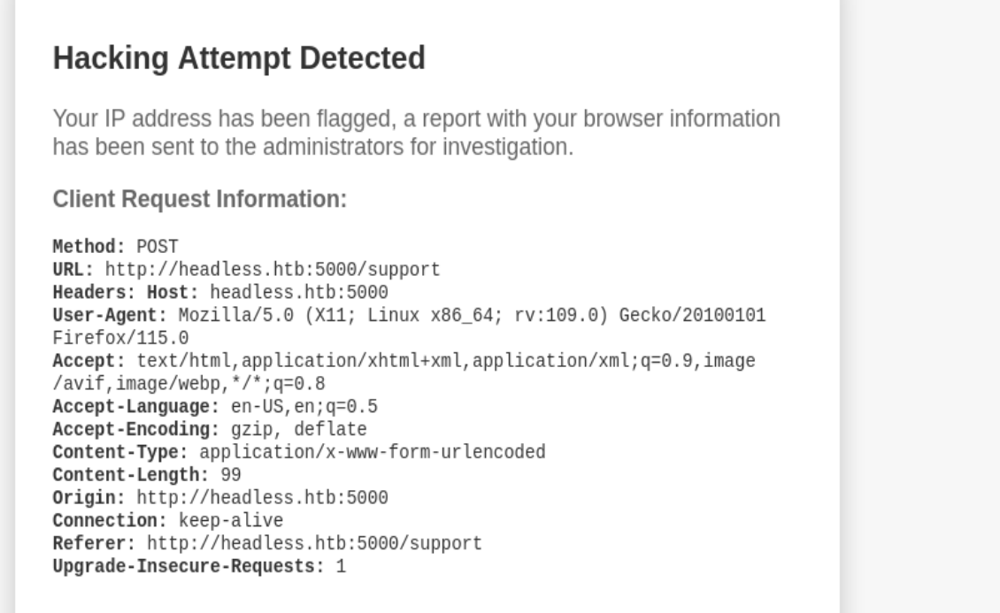 Hacking Attempt Detected
Your IP address has been flagged, a report with your browser information
has been sent to the administrators for investigation.
Client Request Information:
Method: POST
URL: http://headless.htb:5000/support
Headers: Host: headless.htb:5000
User-Agent: Mozilla/5.0 (X11; Linux x86_64; rv:109.0) Gecko/20100101
Firefox/115.0
Accept: text/html,application/xhtml+xml,application/xml;q=0.9,image
/avif,image/webp,*/*;q=0.8
Accept-Language: en-US,en;q=0.5
Accept-Encoding: gzip, deflate
Content-Type: application/x-www-form-urlencoded
Content-Length: 99
Origin: http://headless.htb:5000
Connection: keep-alive
Referer: http://headless.htb:5000/support
Upgrade-Insecure-Requests: 1